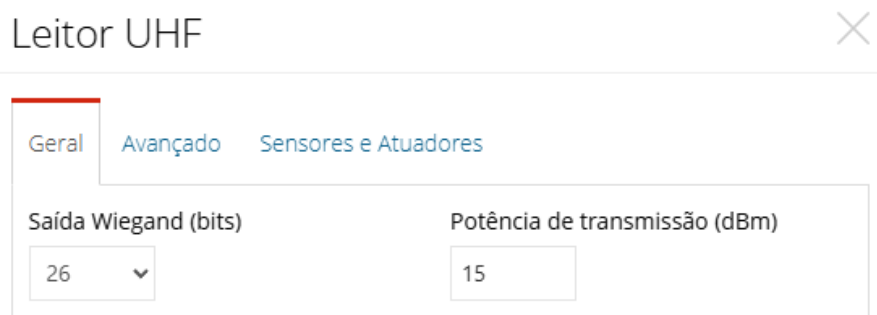 Leitor UHF
Geral Avançado Sensores e Atuadores
Saída Wiegand (bits) Potência de transmissão (dBm)
26 15